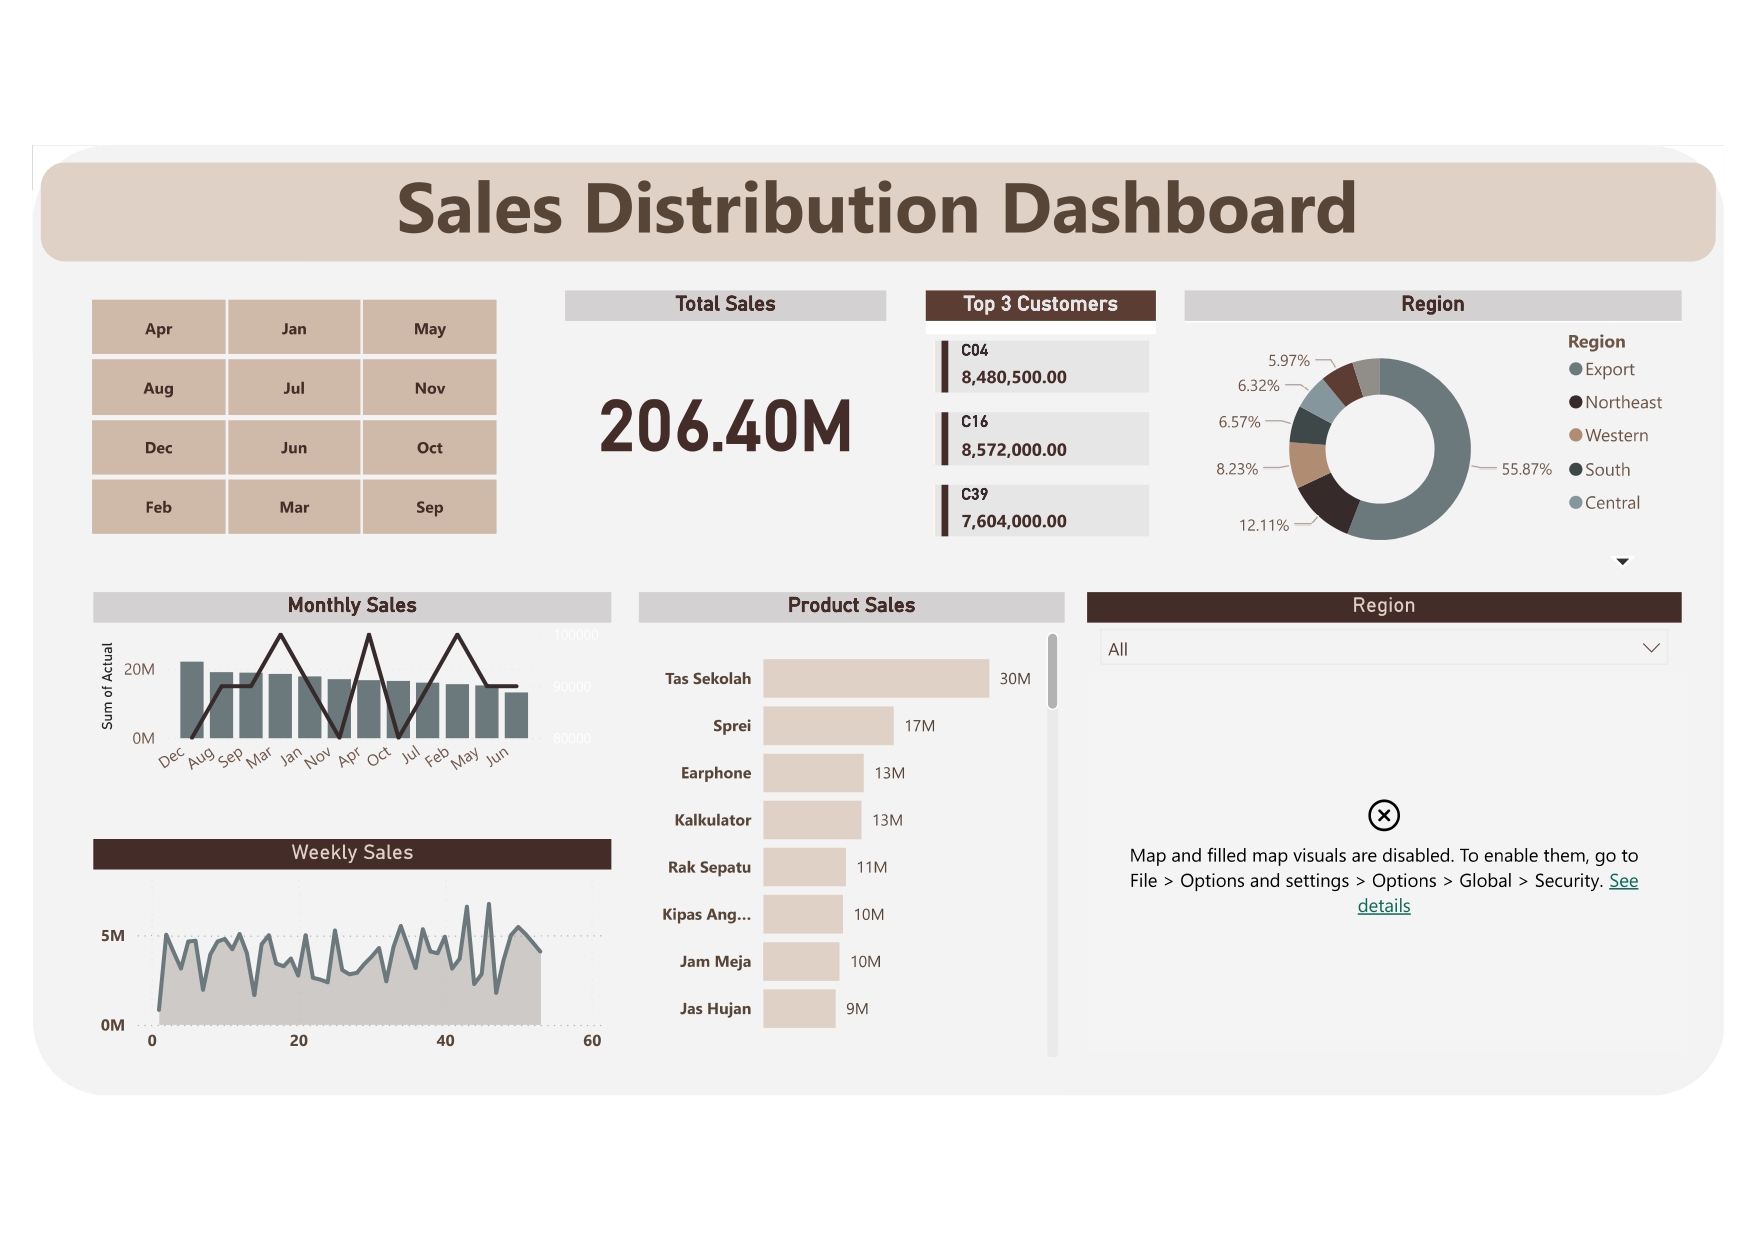 Sales Distribution Dashboard
Apr
Jan
May
Aug
Jul
Nov
Dec
Jun
Oct
Feb
Mar
Sep
Total Sales
206.40M
Top 3 Customers
C04
8,480,500.00
C16
8,572,000.00
C39
7,604,000.00
Region
5.97%
6.32%
6.57%
8.23%
12.11%
55.87%
Region
Export
Northeast
Western
South
Central
Monthly Sales
Sum of Actual
20M
0M
100000
90000
80000
Dec
Aug
Sep
Mar
Jan
Nov
Apr
Oct
Jul
Feb
May
Jun
Weekly Sales
5M
0M
0
20
40
60
Product Sales
Tas Sekolah
30M
Sprei
17M
Earphone
13M
Kalkulator
13M
Rak Sepatu
11M
Kipas Ang...
10M
Jam Meja
10M
Jas Hujan
9M
Region
All
Map and filled map visuals are disabled. To enable them, go to
File > Options and settings > Options > Global > Security. See
details